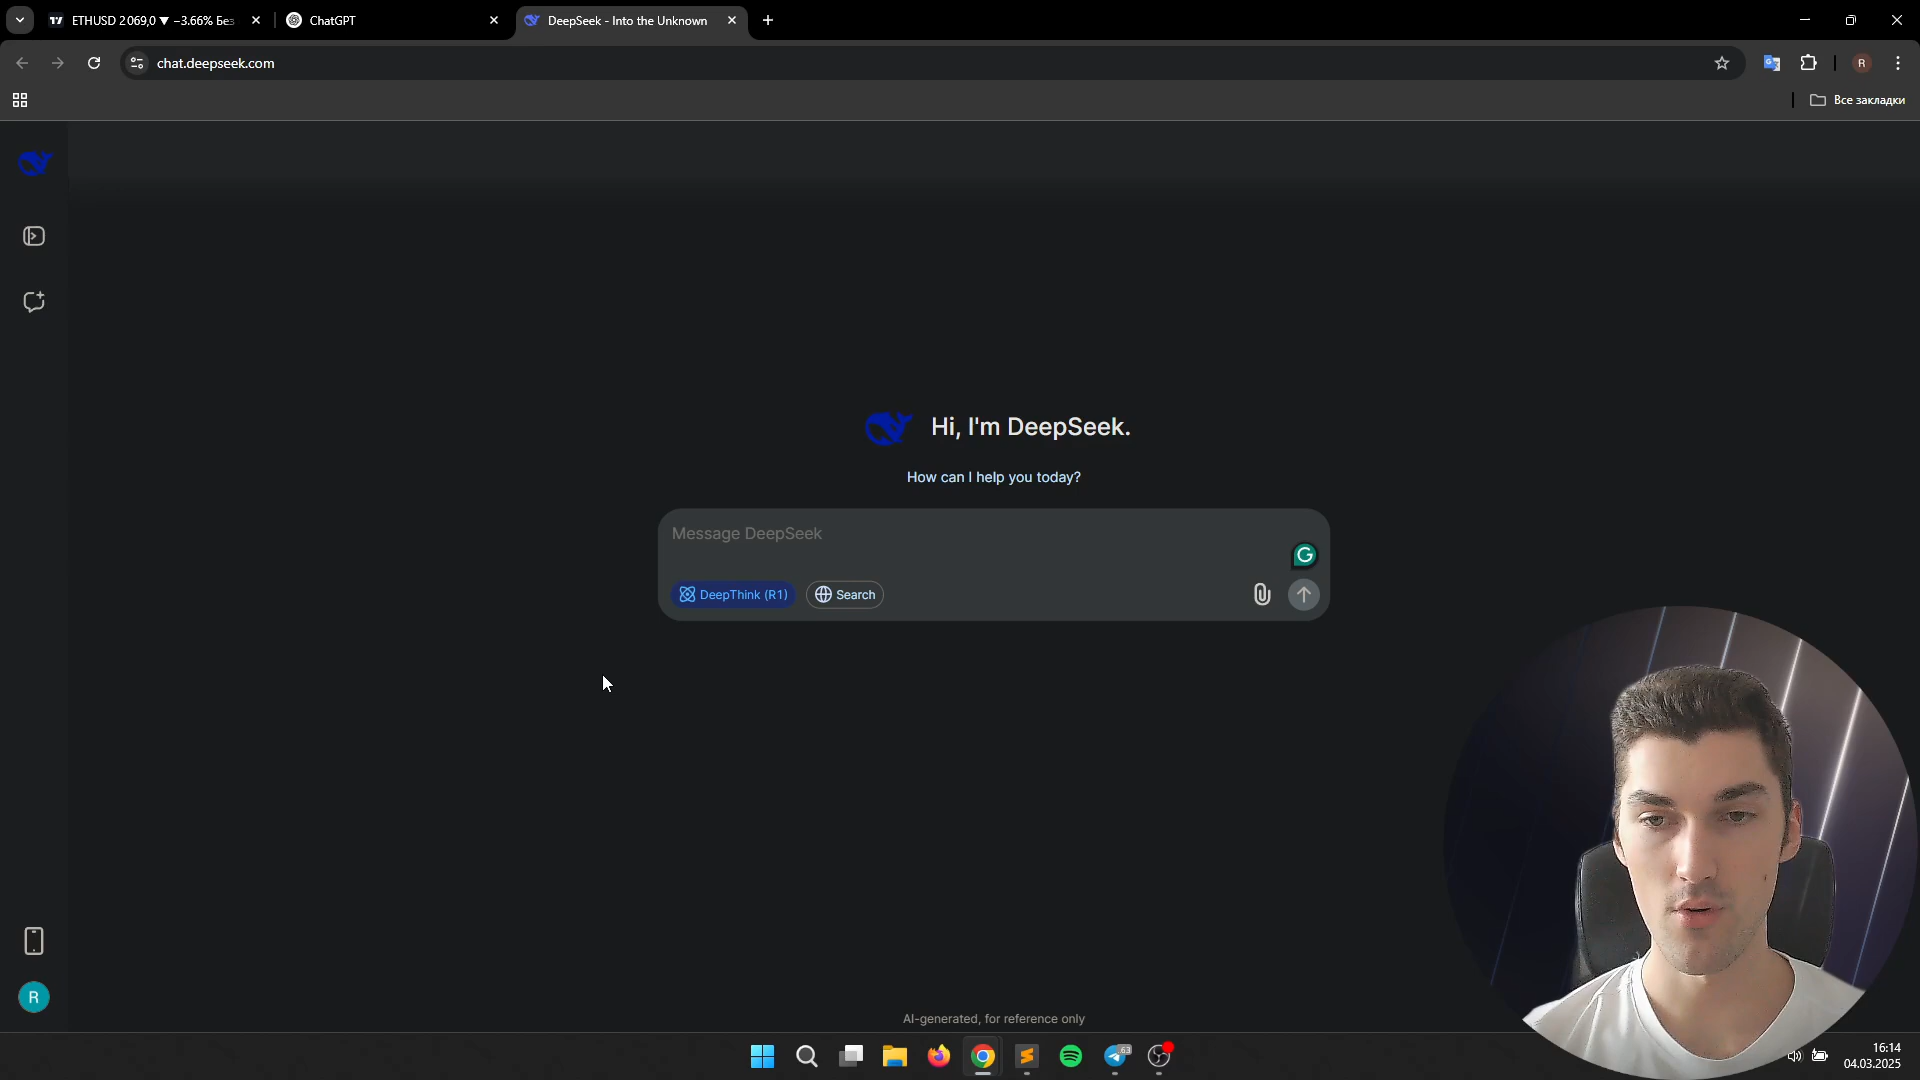 ETHUSD 2 069,0 ▼ −3.66% Без
ChatGPT
DeepSeek - Into the Unknown
chat.deepseek.com
R
Все закладки
Hi, I'm DeepSeek.
How can I help you today?
Message DeepSeek
G
DeepThink (R1)
Search
R
AI-generated, for reference only
63
16:14
04.03.2025